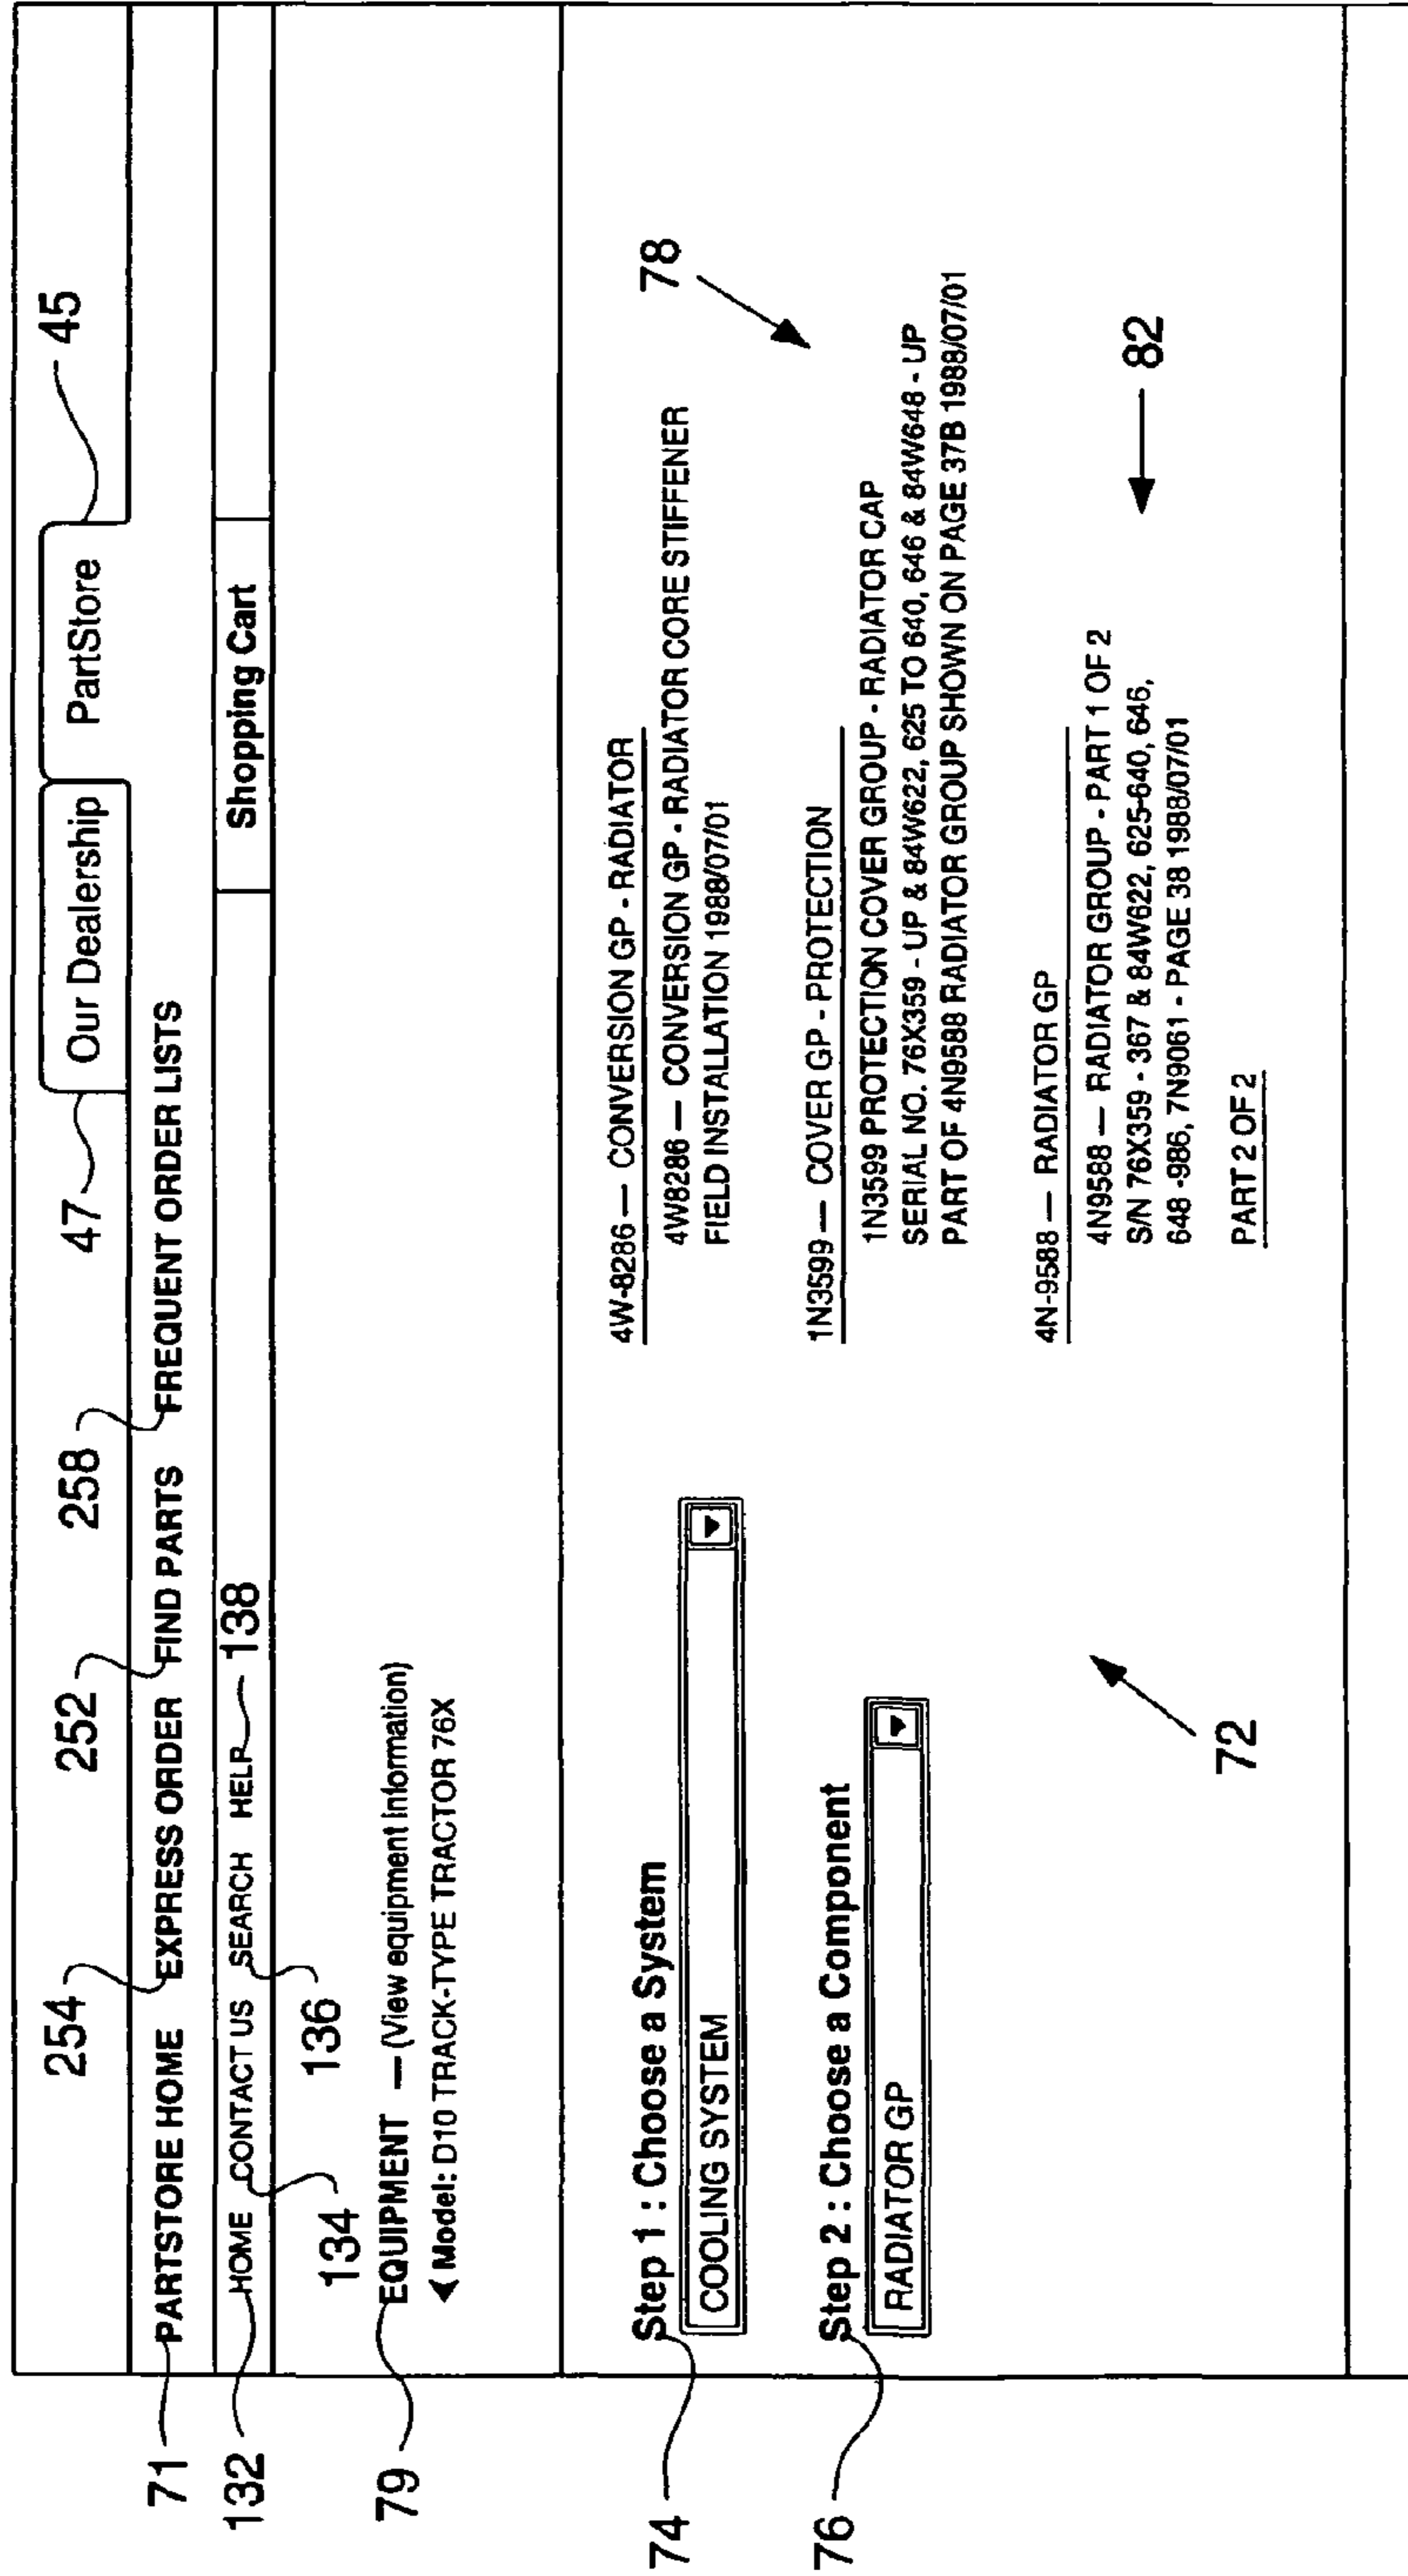 47 Our Dealership PartStore 45
254 252 258
71 PARTSTORE HOME EXPRESS ORDER FIND PARTS FREQUENT ORDER LISTS
132 HOME CONTACT US SEARCH HELP 138 Shopping Cart
134 136
79 EQUIPMENT — (View equipment information)
Model: D10 TRACK-TYPE TRACTOR 76X
74 Step 1 : Choose a System
COOLING SYSTEM
76 Step 2 : Choose a Component
RADIATOR GP
72
4W-8286 — CONVERSION GP - RADIATOR
4W8286 — CONVERSION GP - RADIATOR CORE STIFFENER
FIELD INSTALLATION 1988/07/01
78
1N3599 — COVER GP - PROTECTION
1N3599 PROTECTION COVER GROUP - RADIATOR CAP
SERIAL NO. 76X359 - UP & 84W622, 625 TO 640, 646 & 84W648 - UP
PART OF 4N9588 RADIATOR GROUP SHOWN ON PAGE 37B 1988/07/01
4N-9588 — RADIATOR GP
4N9588 — RADIATOR GROUP - PART 1 OF 2
S/N 76X359 - 367 & 84W622, 625-640, 646,
648 -986, 7N9061 - PAGE 38 1988/07/01
82
PART 2 OF 2